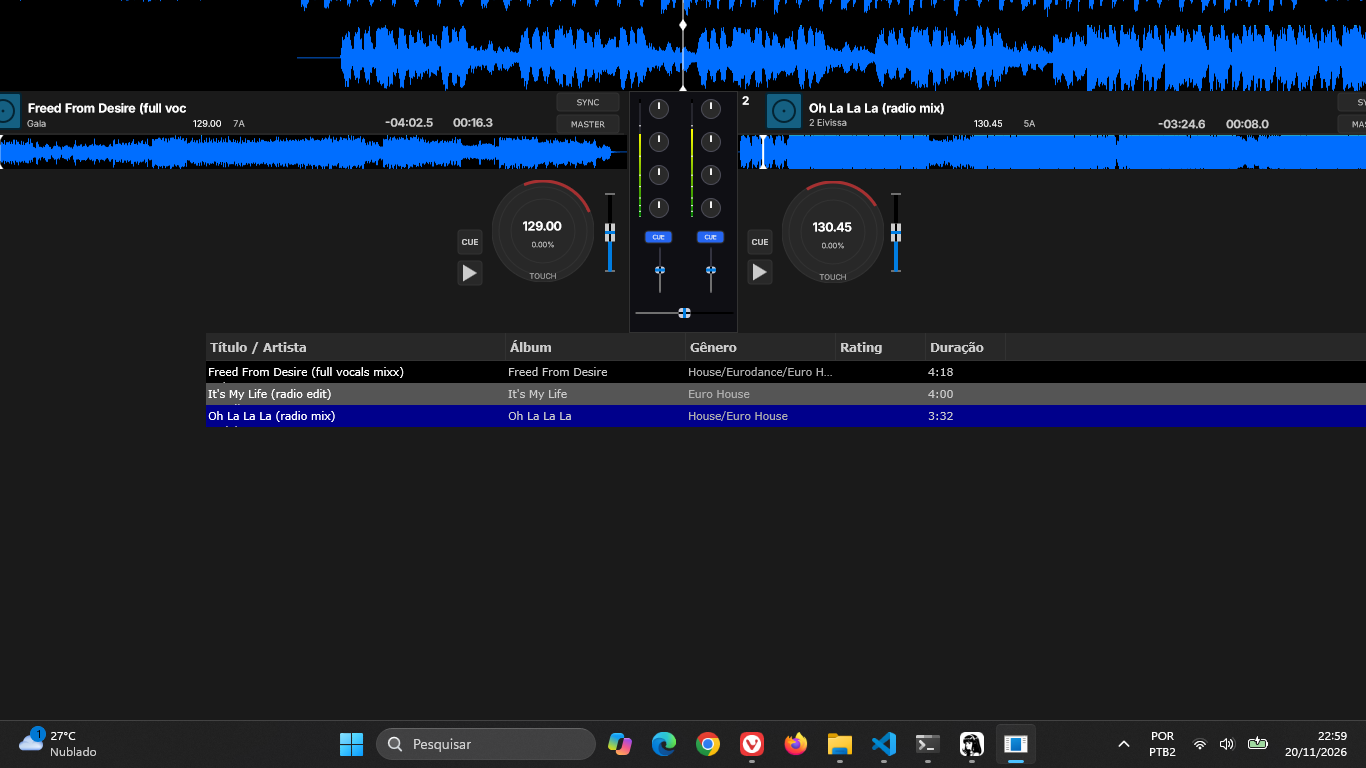 Freed From Desire (full voc
Gala
129.00
7A
-04:02.5
00:16.3
SYNC
MASTER
2
Oh La La La (radio mix)
2 Eivissa
130.45
5A
-03:24.6
00:08.0
129.00
0.00%
TOUCH
CUE
CUE
CUE
CUE
130.45
0.00%
TOUCH
Título / Artista Álbum Gênero Rating Duração
Freed From Desire (full vocals mixx) Freed From Desire House/Eurodance/Euro H... 4:18
It's My Life (radio edit) It's My Life Euro House 4:00
Oh La La La (radio mix) Oh La La La House/Euro House 3:32
1
27°C
Nublado
Pesquisar
POR
PTB2
22:59
20/11/2026